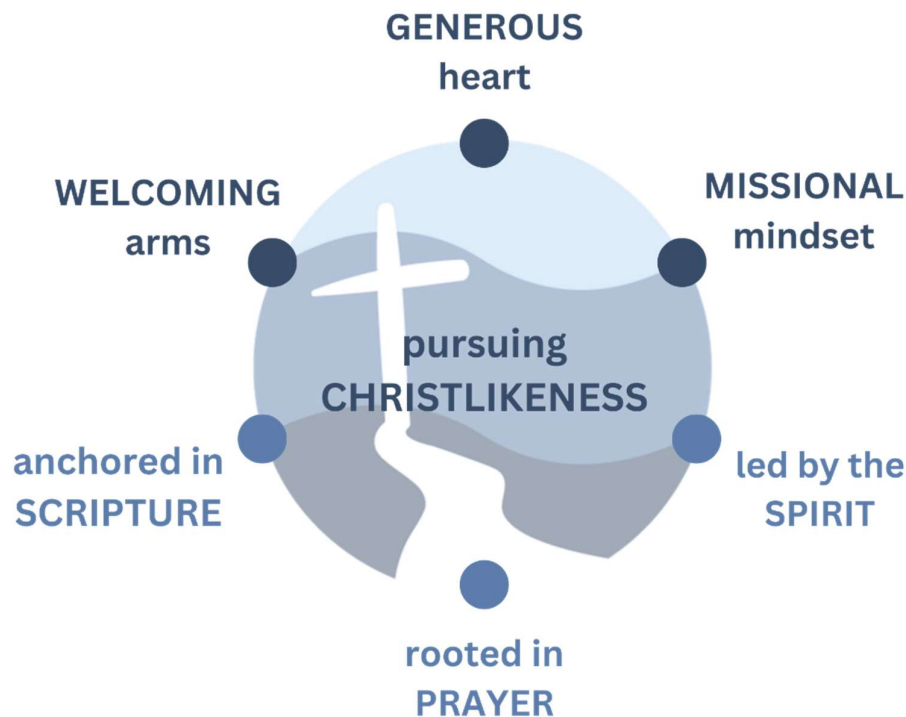 GENEROUS
heart
WELCOMING
arms
MISSIONAL
mindset
pursuing
CHRISTLIKENESS
anchored in
SCRIPTURE
led by the
SPIRIT
rooted in
PRAYER